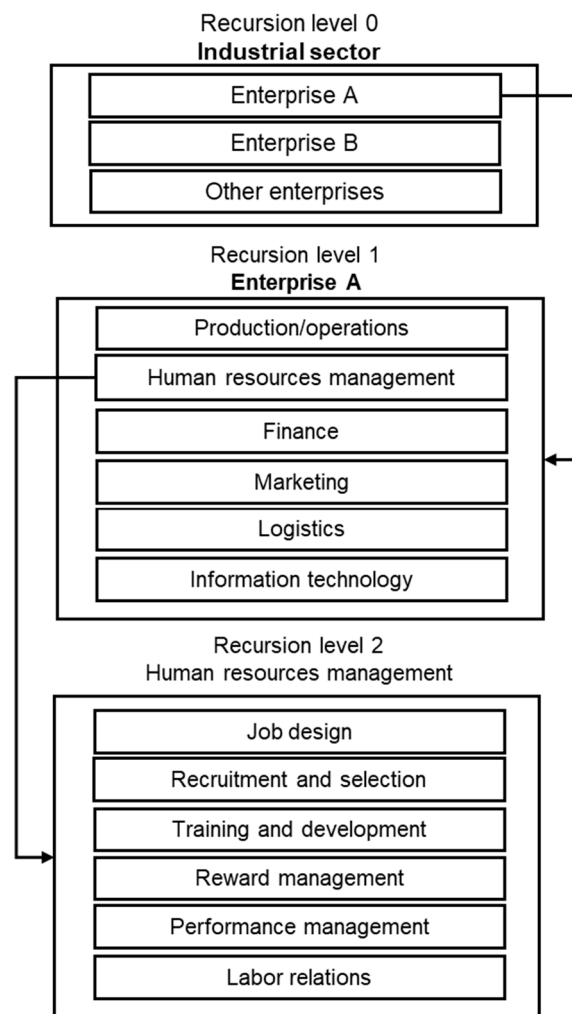 Recursion level 0
Industrial sector
Enterprise A
Enterprise B
Other enterprises
Recursion level 1
Enterprise A
Production/operations
Human resources management
Finance
Marketing
Logistics
Information technology
Recursion level 2
Human resources management
Job design
Recruitment and selection
Training and development
Reward management
Performance management
Labor relations